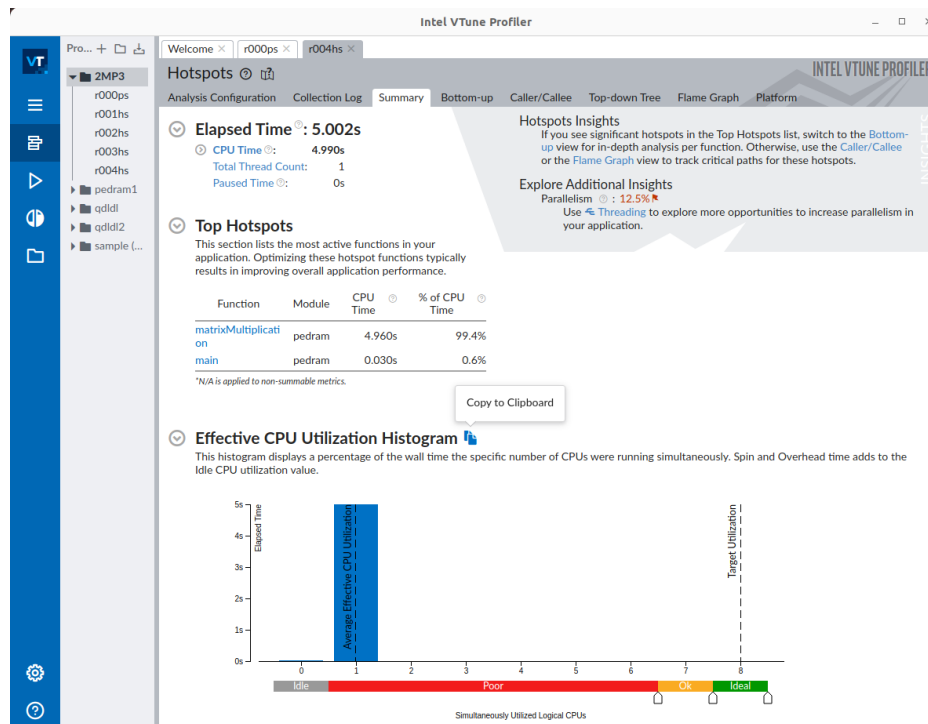 Intel VTune Profiler
VT
Pro...
2MP3
r000ps
r001hs
r002hs
r003hs
r004hs
pedram1
qdldl
qdldl2
sample (...
Welcome
r000ps
r004hs
Hotspots
INTEL VTUNE PROFILER
Analysis Configuration
Collection Log
Summary
Bottom-up
Caller/Callee
Top-down Tree
Flame Graph
Platform
INSIGHTS
Elapsed Time: 5.002s
CPU Time: 4.990s
Total Thread Count: 1
Paused Time: 0s
Hotspots Insights
If you see significant hotspots in the Top Hotspots list, switch to the Bottom-
up view for in-depth analysis per function. Otherwise, use the Caller/Callee
or the Flame Graph view to track critical paths for these hotspots.
Explore Additional Insights
Parallelism : 12.5%
Use Threading to explore more opportunities to increase parallelism in
your application.
Top Hotspots
This section lists the most active functions in your
application. Optimizing these hotspot functions typically
results in improving overall application performance.
Function Module CPU Time % of CPU Time
matrixMultiplicati
on pedram 4.960s 99.4%
main pedram 0.030s 0.6%
*N/A is applied to non-summable metrics.
Copy to Clipboard
Effective CPU Utilization Histogram
This histogram displays a percentage of the wall time the specific number of CPUs were running simultaneously. Spin and Overhead time adds to the
Idle CPU utilization value.
Elapsed Time
5s
4s
3s
2s
1s
0s
Average Effective CPU Utilization
Target Utilization
0 1 2 3 4 5 6 7 8
Idle Poor Ok Ideal
Simultaneously Utilized Logical CPUs